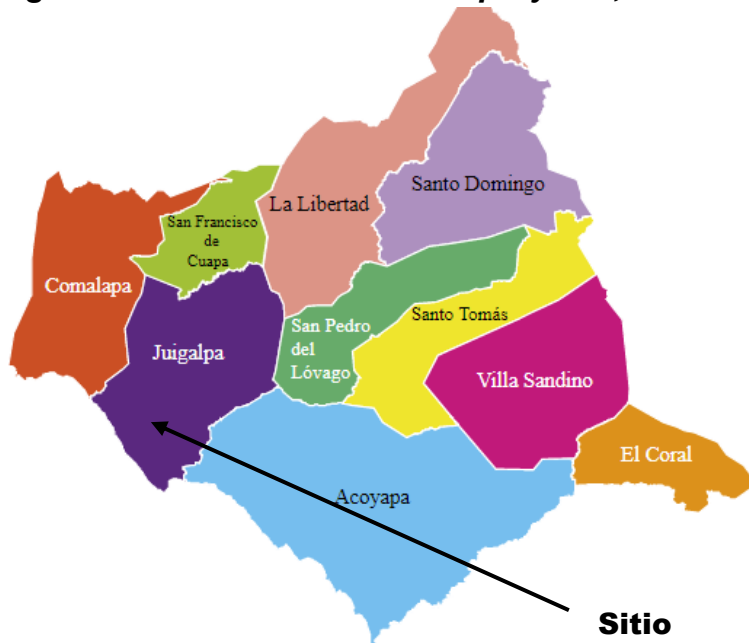 Santo Domingo
La Libertad
San Francisco
de
Cuapa
Comalapa
Santo Tomás
San Pedro
del
Lóvago
Juigalpa
Villa Sandino
El Coral
Acoyapa
Sitio